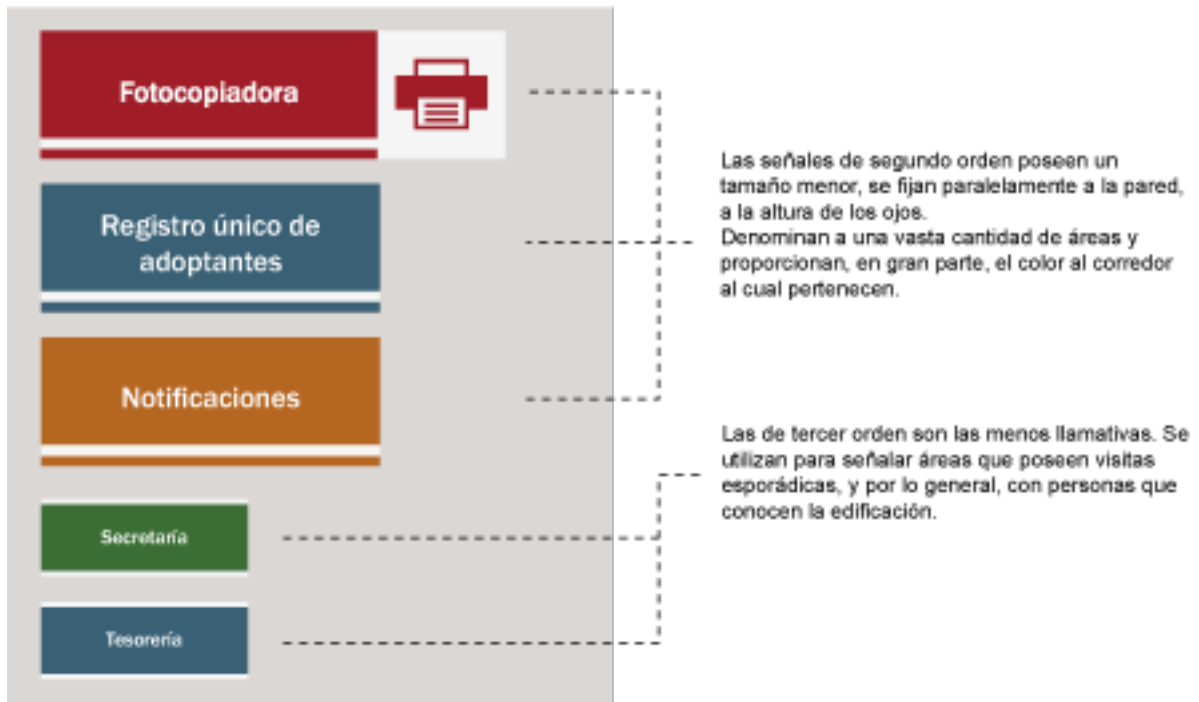 Fotocopiadora
Registro único de
adoptantes
Notificaciones
Secretaría
Tesorería
Las señales de segundo orden poseen un
tamaño menor, se fijan paralelamente a la pared,
a la altura de los ojos.
Denominan a una vasta cantidad de áreas y
proporcionan, en gran parte, el color al corredor
al cual pertenecen.
Las de tercer orden son las menos llamativas. Se
utilizan para señalar áreas que poseen visitas
esporádicas, y por lo general, con personas que
conocen la edificación.